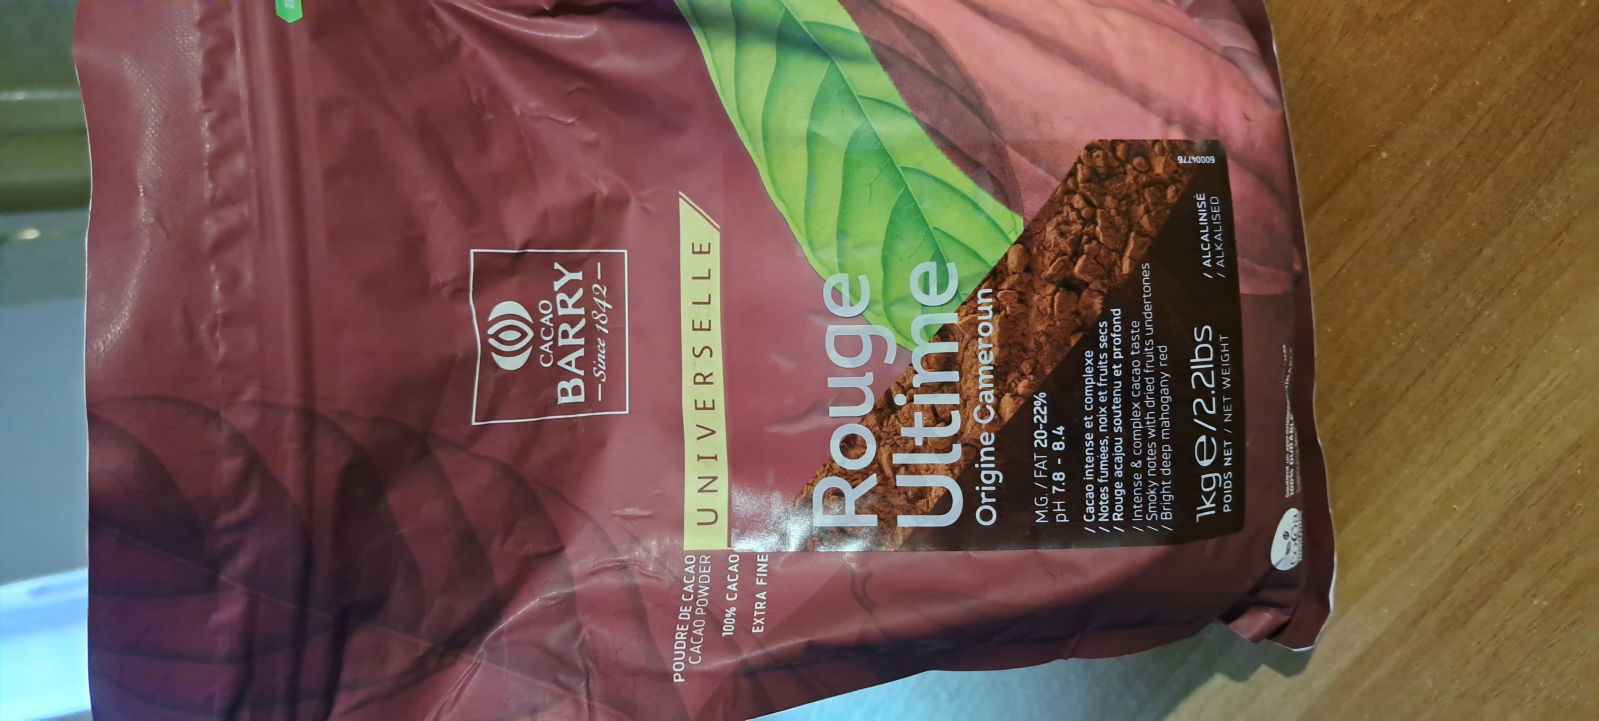 CACAO
BARRY
–Since 1842–
UNIVERSELLE
POUDRE DE CACAO
CACAO POWDER
100% CACAO
EXTRA FINE
Rouge
Ultime
Origine Cameroun
M.G. / FAT 20-22%
pH 7.8 - 8.4
/ Cacao intense et complexe
/ Notes fumées, noix et fruits secs
/ Rouge acajou soutenu et profond
/ Intense & complex cacao taste
/ Smoky notes with dried fruits undertones
/ Bright deep mahogany red
1kg e/2.2lbs
POIDS NET / NET WEIGHT
/ ALCALINISÉ
/ ALKALISED
60004776
100% DURABLE